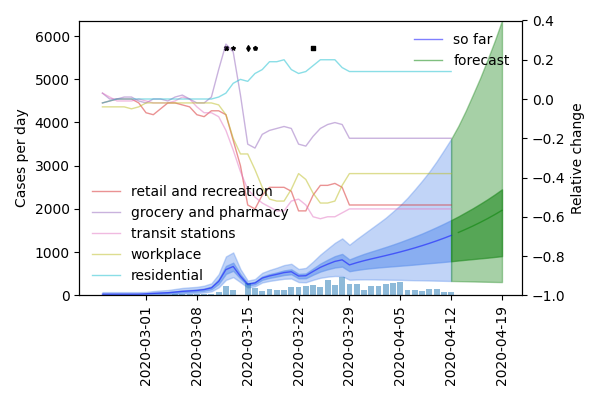 6000
5000
4000
3000
2000
1000
0
Cases per day
0.4
0.2
0.0
−0.2
−0.4
−0.6
−0.8
−1.0
Relative change
so far
forecast
retail and recreation
grocery and pharmacy
transit stations
workplace
residential
2020-03-01
2020-03-08
2020-03-15
2020-03-22
2020-03-29
2020-04-05
2020-04-12
2020-04-19